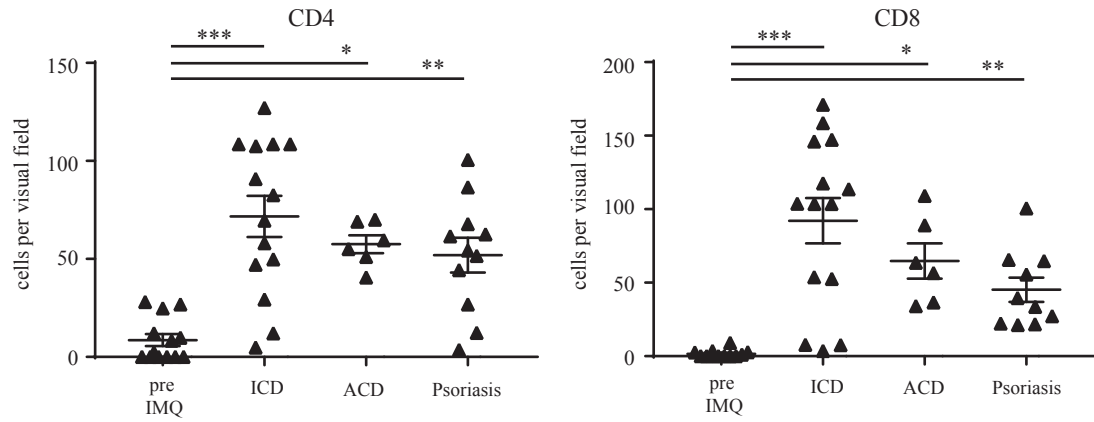 CD4
***
*
**
150
100
50
0
cells per visual field
pre
IMQ
ICD
ACD
Psoriasis
CD8
***
*
**
200
150
100
50
0
cells per visual field
pre
IMQ
ICD
ACD
Psoriasis